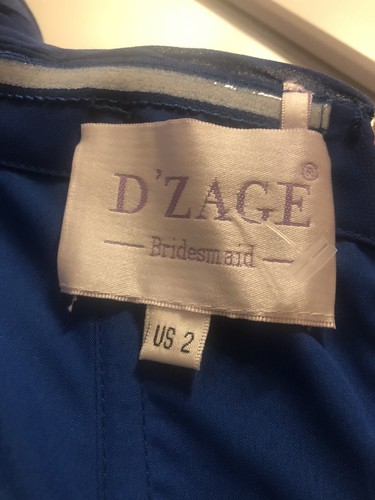 D'ZAGE®
— Bridesmaid —
US 2